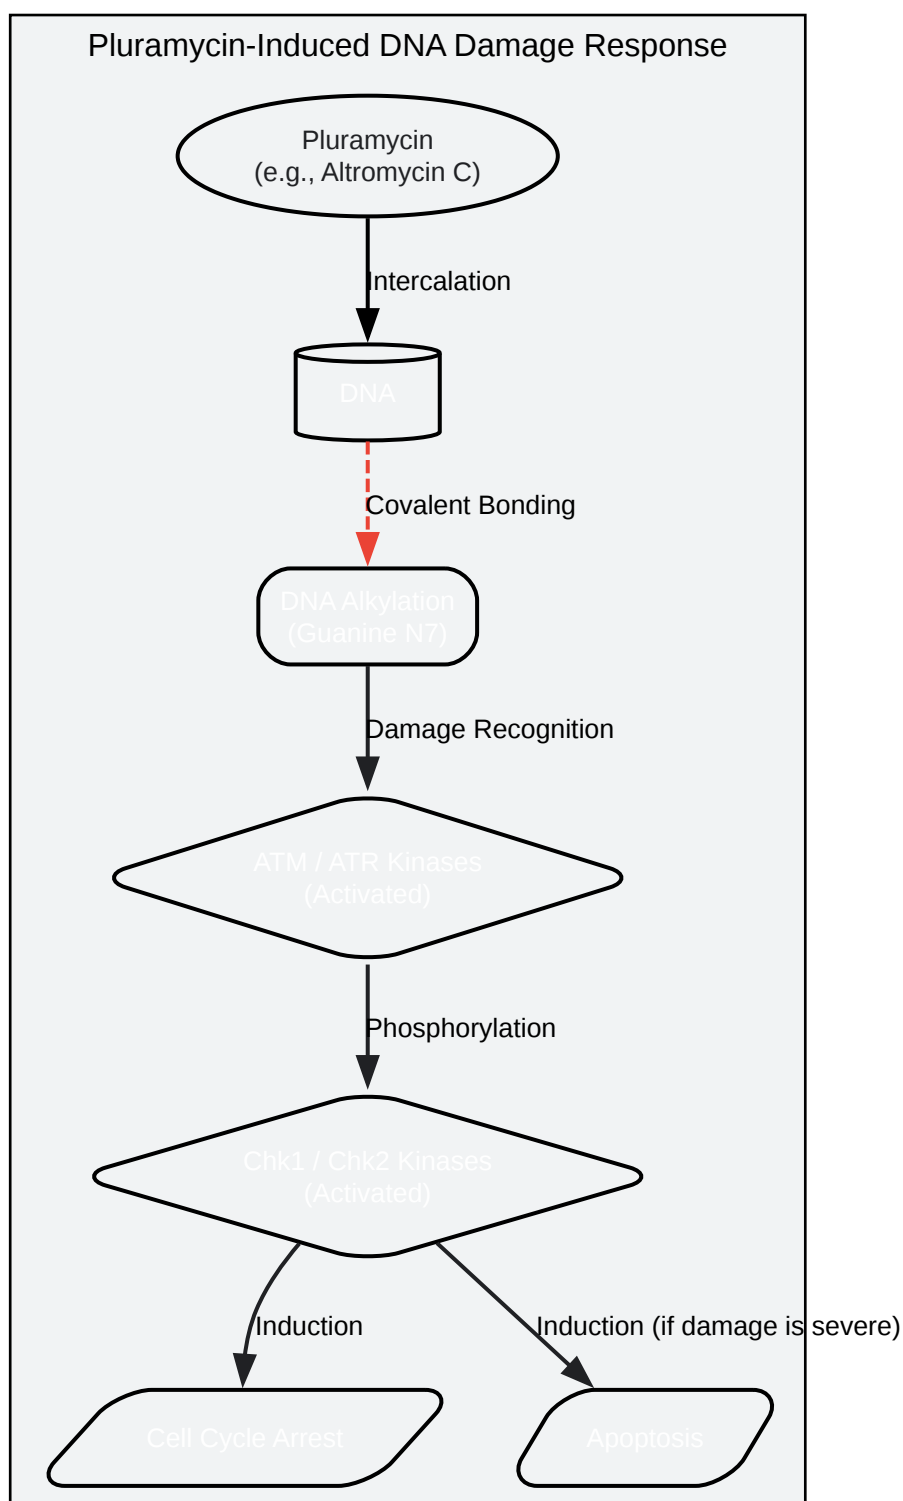 Pluramycin-Induced DNA Damage Response
Pluramycin
(e.g., Altromycin C)
Intercalation
DNA
Covalent Bonding
DNA Alkylation
(Guanine N7)
Damage Recognition
ATM / ATR Kinases
(Activated)
Phosphorylation
Chk1 / Chk2 Kinases
(Activated)
Induction
Induction (if damage is severe)
Cell Cycle Arrest
Apoptosis